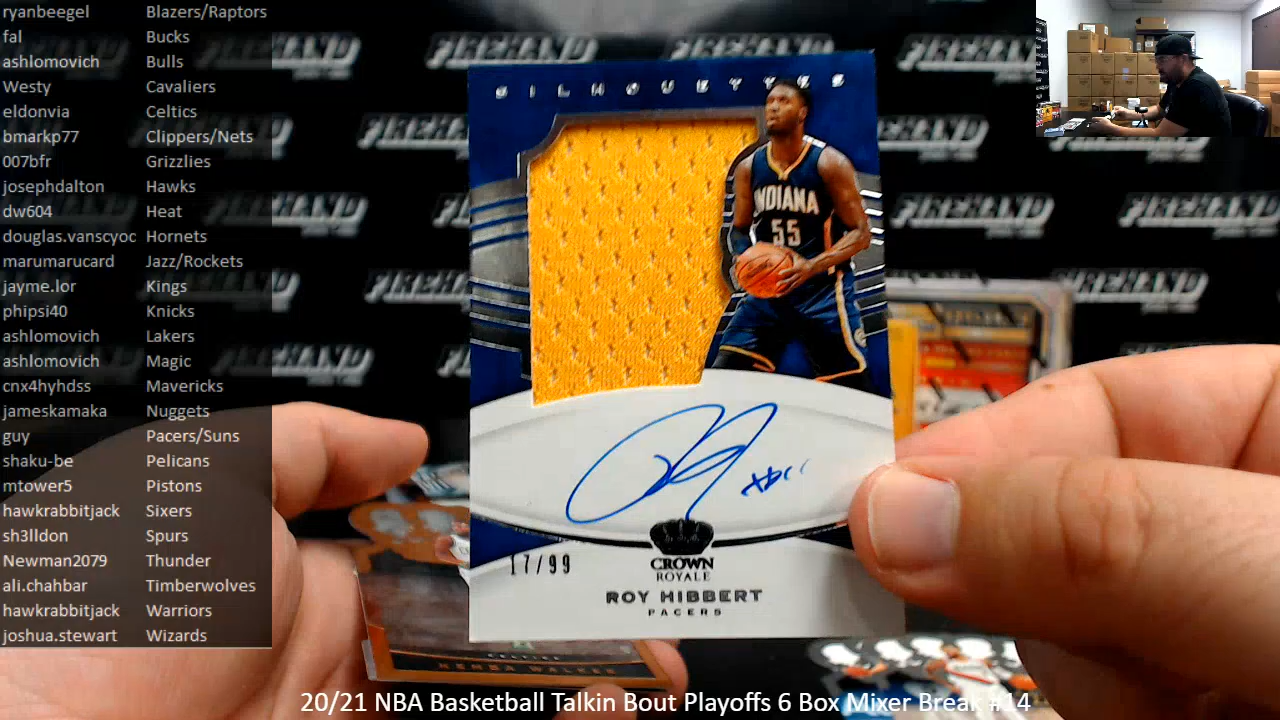 ryanbeegel Blazers/Raptors
fal Bucks
ashlomovich Bulls
Westy Cavaliers
eldonvia Celtics
bmarkp77 Clippers/Nets
007bfr Grizzlies
josephdalton Hawks
dw604 Heat
douglas.vanscyoc Hornets
marumarucard Jazz/Rockets
jayme.lor Kings
phipsi40 Knicks
ashlomovich Lakers
ashlomovich Magic
cnx4hyhdss Mavericks
jameskamaka Nuggets
guy Pacers/Suns
shaku-be Pelicans
mtower5 Pistons
hawkrabbitjack Sixers
sh3lldon Spurs
Newman2079 Thunder
ali.chahbar Timberwolves
hawkrabbitjack Warriors
joshua.stewart Wizards
FIREHAND
SILHOUETTES
INDIANA
55
17/99
CROWN
ROYALE
ROY HIBBERT
PACERS
CELTICS
KEMBA WALKER
20/21 NBA Basketball Talkin Bout Playoffs 6 Box Mixer Break #14